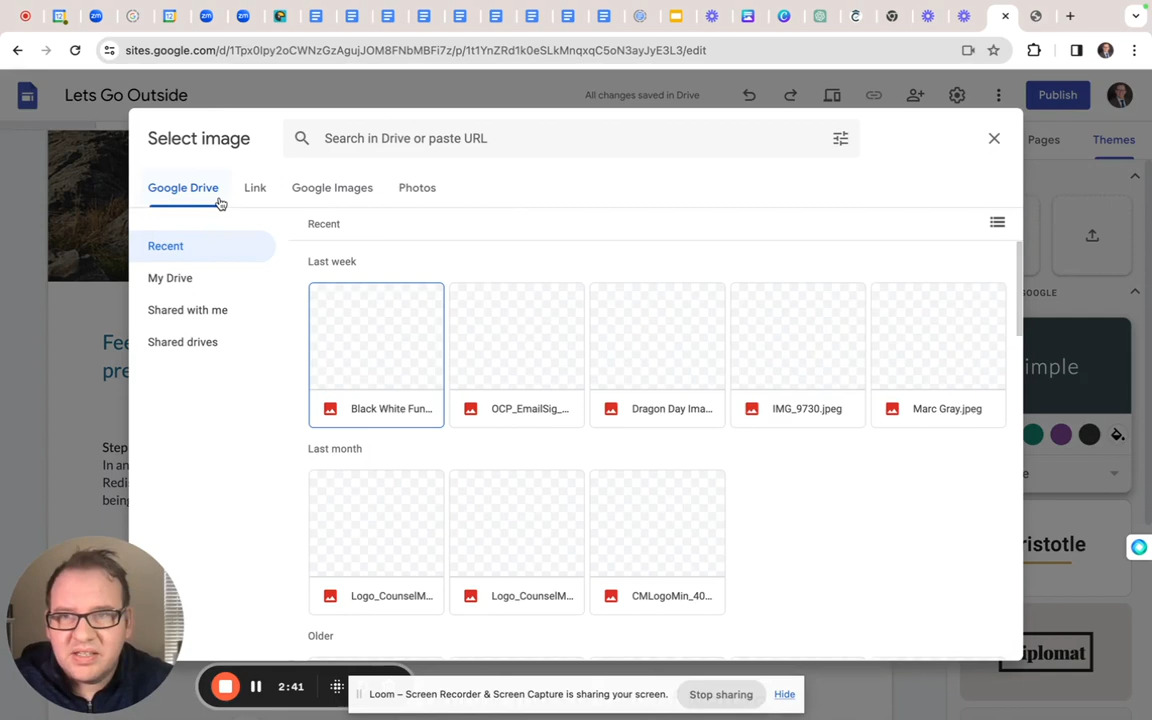 sites.google.com/d/1Tpx0lpy2oCWNzGzAgujJOM8FNbMBFi7z/p/1t1YnZRd1k0eSLkMnqxqC5oN3ayJyE3L3/edit
Lets Go Outside
All changes saved in Drive
Publish
Select image
Search in Drive or paste URL
Pages
Themes
Google Drive
Link
Google Images
Photos
Recent
Recent
My Drive
Shared with me
Shared drives
Last week
Black White Fun...
OCP_EmailSig_...
Dragon Day Ima...
IMG_9730.jpeg
Marc Gray.jpeg
Last month
Logo_CounselM...
Logo_CounselM...
CMLogoMin_40...
Older
OOGLE
imple
e
ristotle
iplomat
Fee
pre
Step
In an
Redi
bein
2:41
Loom – Screen Recorder & Screen Capture is sharing your screen.
Stop sharing
Hide